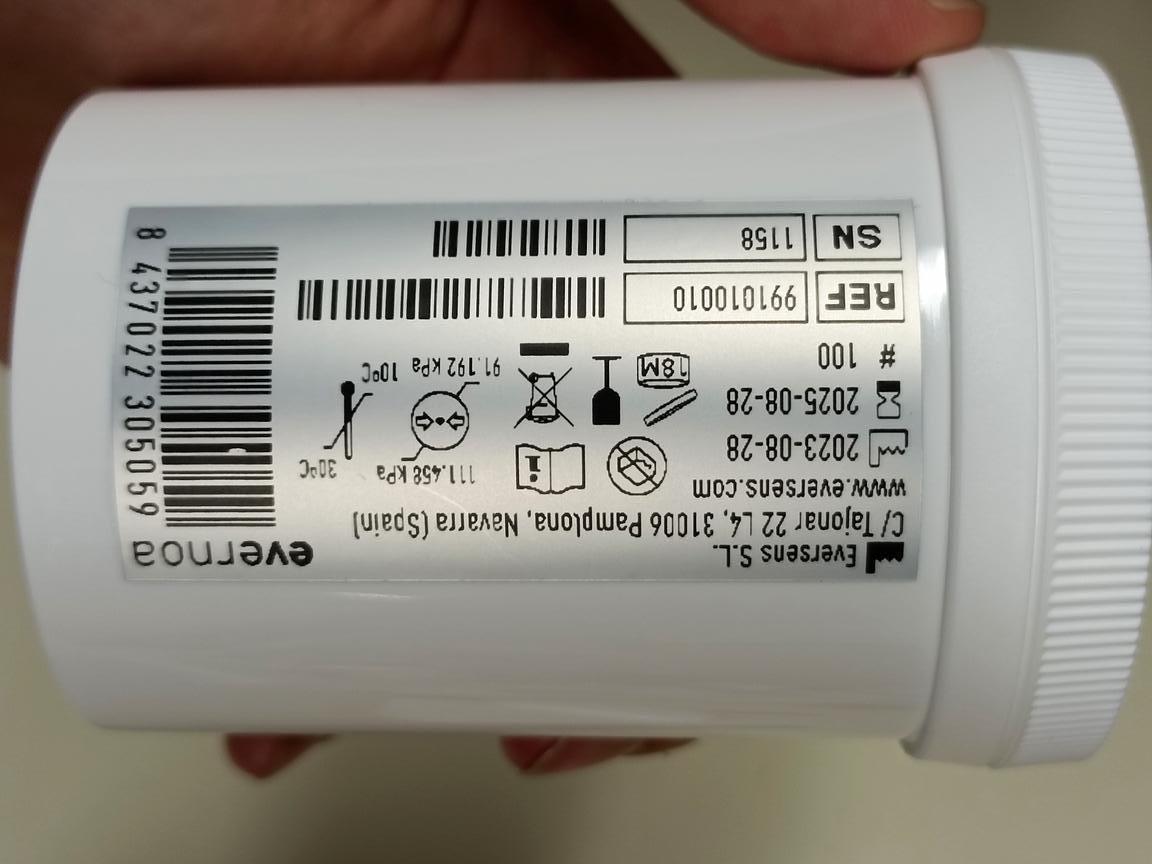 Eversens S.L.
C/ Tajonar 22 L4, 31006 Pamplona, Navarra (Spain)
www.eversens.com
2023-08-28
2025-08-28
# 100
18M
i
111.458 kPa
91.192 kPa
30ºC
10ºC
REF 991010010
SN 1158
evernoa
8 437022 305059